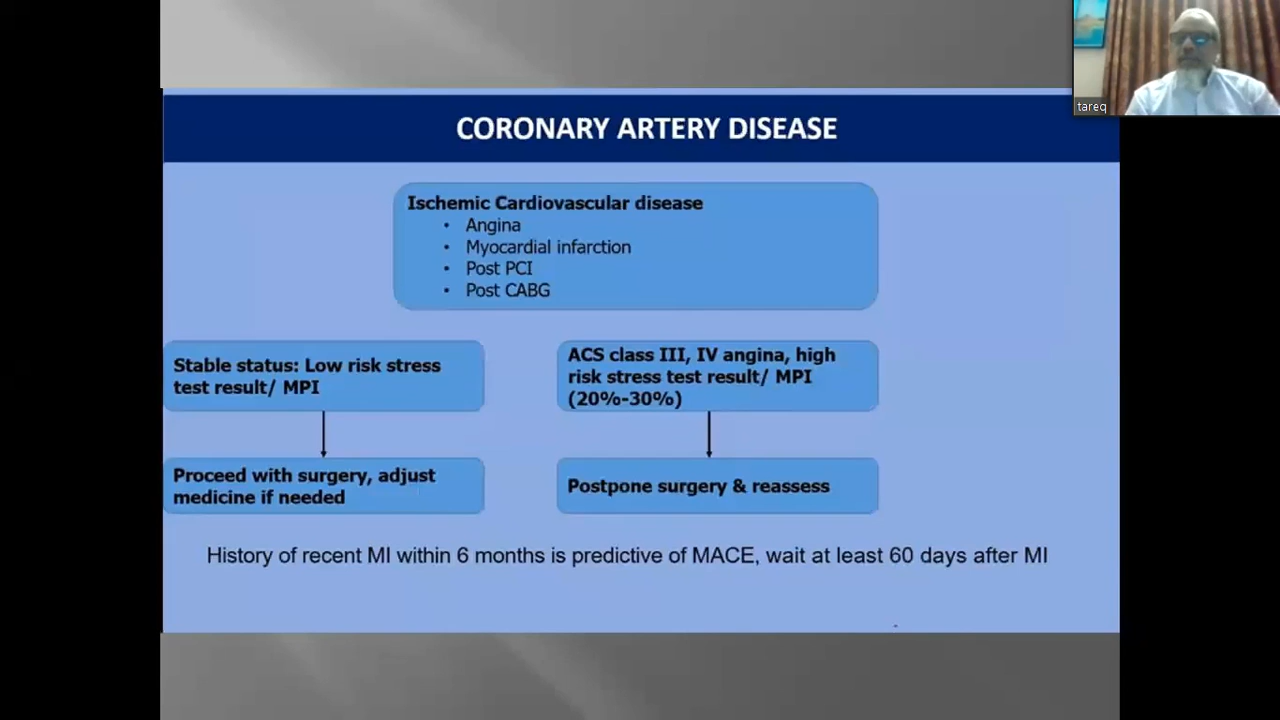 tareq
CORONARY ARTERY DISEASE
Ischemic Cardiovascular disease
• Angina
• Myocardial infarction
• Post PCI
• Post CABG
Stable status: Low risk stress
test result/ MPI
ACS class III, IV angina, high
risk stress test result/ MPI
(20%-30%)
Proceed with surgery, adjust
medicine if needed
Postpone surgery & reassess
History of recent MI within 6 months is predictive of MACE, wait at least 60 days after MI